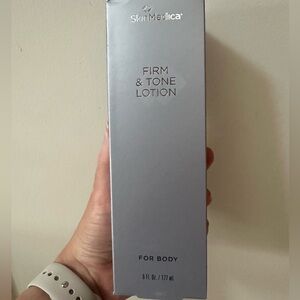 SkinMedica®
FIRM
& TONE
LOTION
FOR BODY
6 Fl. Oz / 177 mL